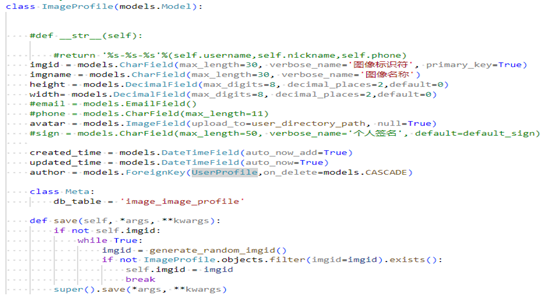 class ImageProfile(models.Model):
#def __str__(self):
#return '%s-%s-%s'%(self.username,self.nickname,self.phone)
imgid = models.CharField(max_length=30, verbose_name='图像标识符', primary_key=True)
imgname = models.CharField(max_length=30, verbose_name='图像名称')
height = models.DecimalField(max_digits=8, decimal_places=2,default=0)
width= models.DecimalField(max_digits=8, decimal_places=2,default=0)
#email = models.EmailField()
#phone = models.CharField(max_length=11)
avatar = models.ImageField(upload_to=user_directory_path, null=True)
#sign = models.CharField(max_length=50, verbose_name='个人签名', default=default_sign)
created_time = models.DateTimeField(auto_now_add=True)
updated_time = models.DateTimeField(auto_now=True)
author = models.ForeignKey(UserProfile,on_delete=models.CASCADE)
class Meta:
db_table = 'image_image_profile'
def save(self, *args, **kwargs):
if not self.imgid:
while True:
imgid = generate_random_imgid()
if not ImageProfile.objects.filter(imgid=imgid).exists():
self.imgid = imgid
break
super().save(*args, **kwargs)